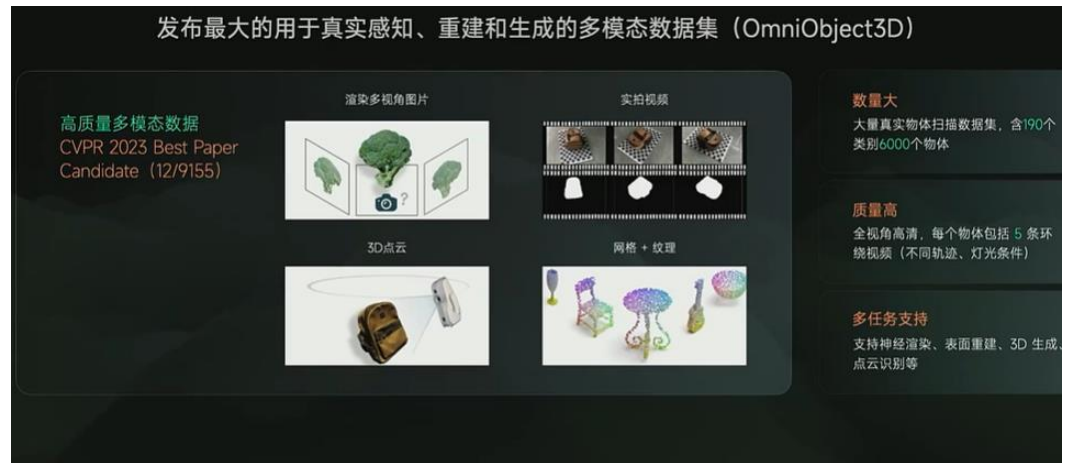 发布最大的用于真实感知、重建和生成的多模态数据集（OmniObject3D）
高质量多模态数据
CVPR 2023 Best Paper
Candidate（12/9155）
渲染多视角图片
实拍视频
?
3D点云
网格 + 纹理
数量大
大量真实物体扫描数据集，含190个
类别6000个物体
质量高
全视角高清，每个物体包括 5 条环
绕视频（不同轨迹、灯光条件）
多任务支持
支持神经渲染、表面重建、3D 生成、
点云识别等